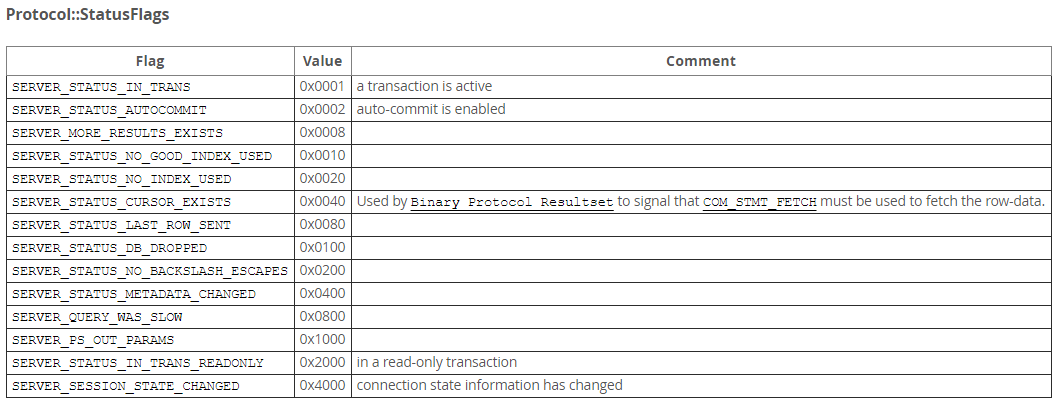 Protocol::StatusFlags
Flag Value Comment
SERVER_STATUS_IN_TRANS 0x0001 a transaction is active
SERVER_STATUS_AUTOCOMMIT 0x0002 auto-commit is enabled
SERVER_MORE_RESULTS_EXISTS 0x0008
SERVER_STATUS_NO_GOOD_INDEX_USED 0x0010
SERVER_STATUS_NO_INDEX_USED 0x0020
SERVER_STATUS_CURSOR_EXISTS 0x0040 Used by Binary Protocol Resultset to signal that COM_STMT_FETCH must be used to fetch the row-data.
SERVER_STATUS_LAST_ROW_SENT 0x0080
SERVER_STATUS_DB_DROPPED 0x0100
SERVER_STATUS_NO_BACKSLASH_ESCAPES 0x0200
SERVER_STATUS_METADATA_CHANGED 0x0400
SERVER_QUERY_WAS_SLOW 0x0800
SERVER_PS_OUT_PARAMS 0x1000
SERVER_STATUS_IN_TRANS_READONLY 0x2000 in a read-only transaction
SERVER_SESSION_STATE_CHANGED 0x4000 connection state information has changed